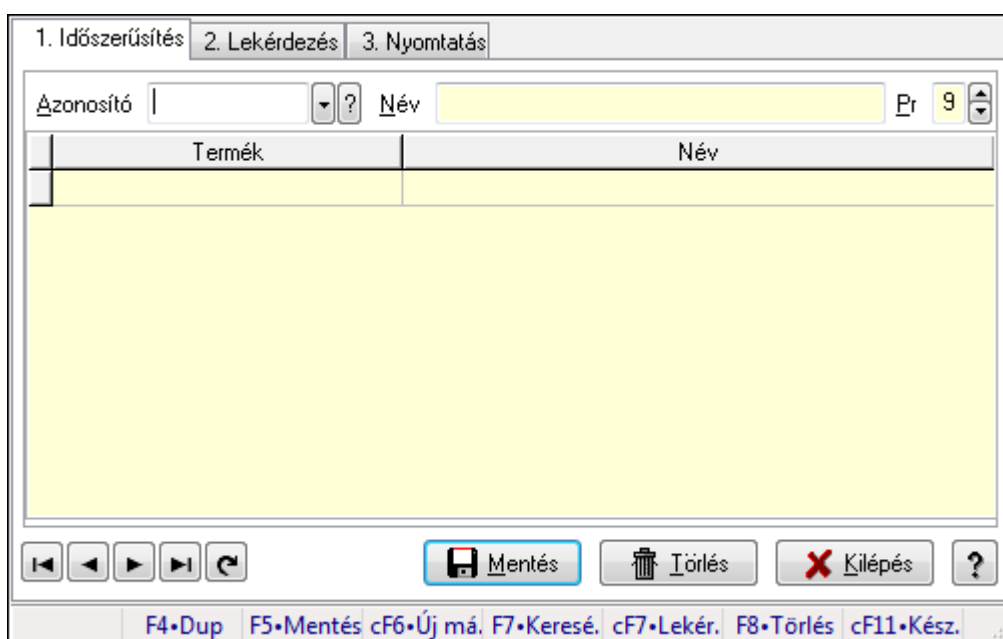 1. Időszerűsítés 2. Lekérdezés 3. Nyomtatás
Azonosító ? Név Pr 9
Termék Név
Mentés Törlés Kilépés ?
F4•Dup F5•Mentés cF6•Új má. F7•Keresé. cF7•Lekér. F8•Törlés cF11•Kész.